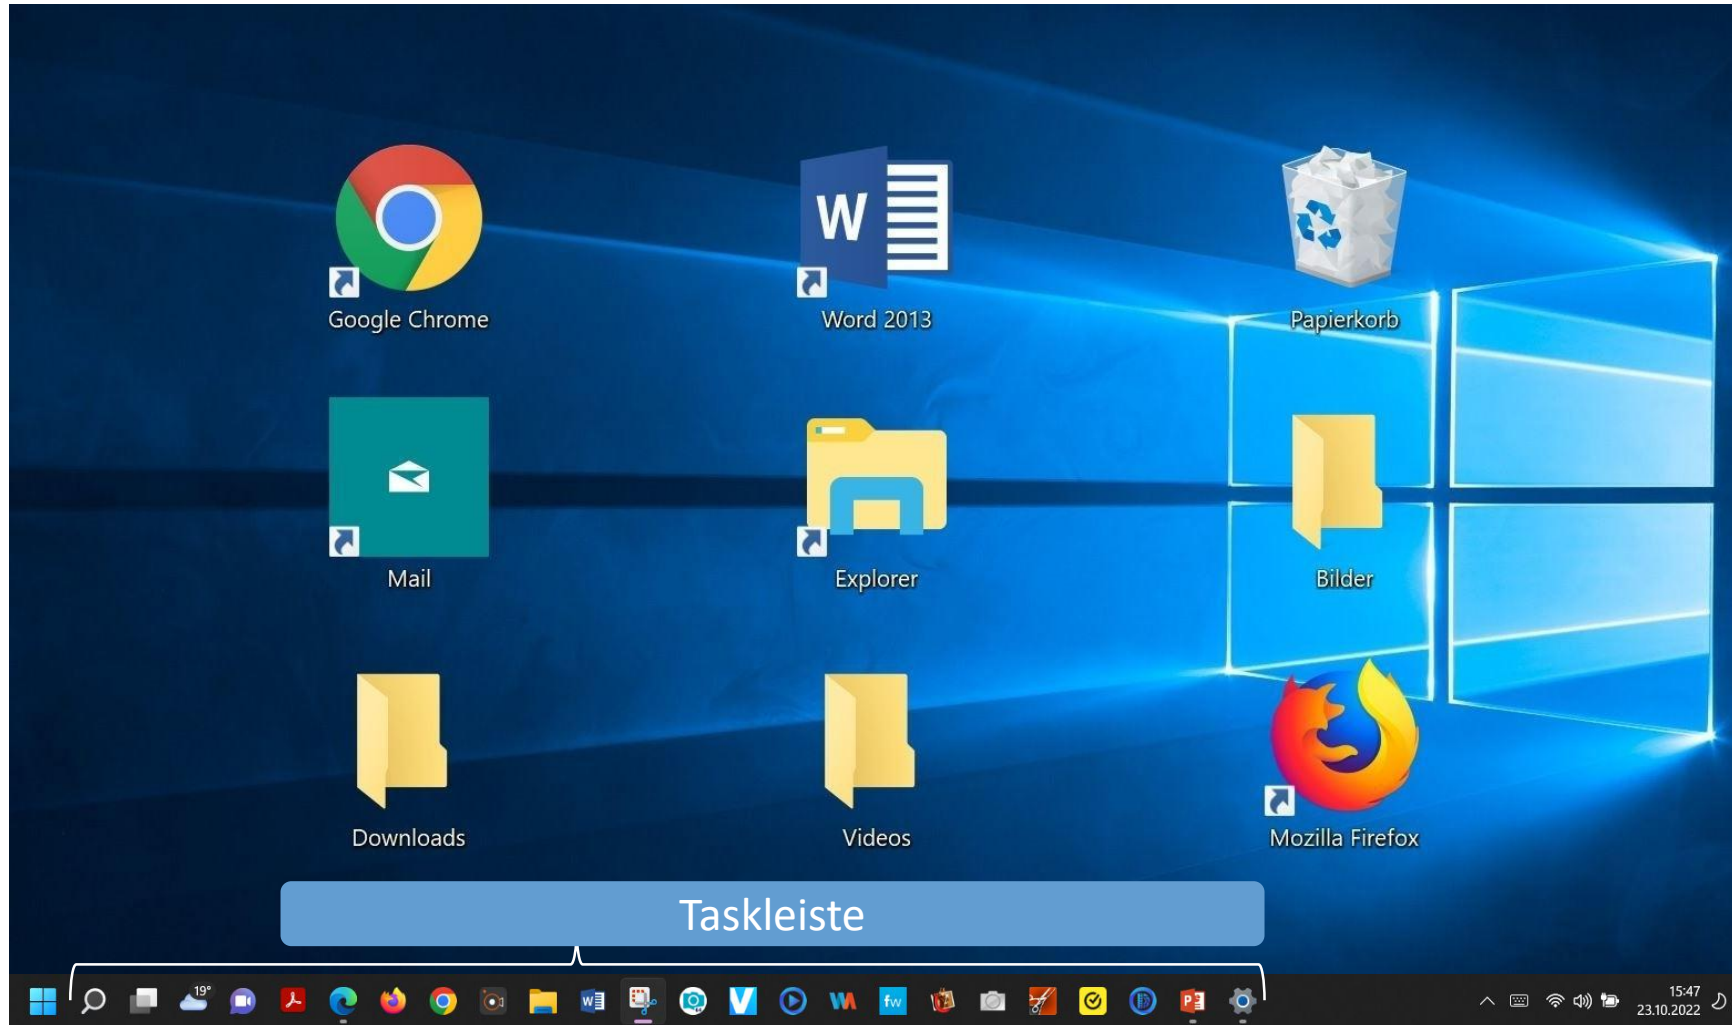 W
Google Chrome
Word 2013
Papierkorb
Mail
Explorer
Bilder
Downloads
Videos
Mozilla Firefox
Taskleiste
19°
W
V
fw
P
15:47
23.10.2022